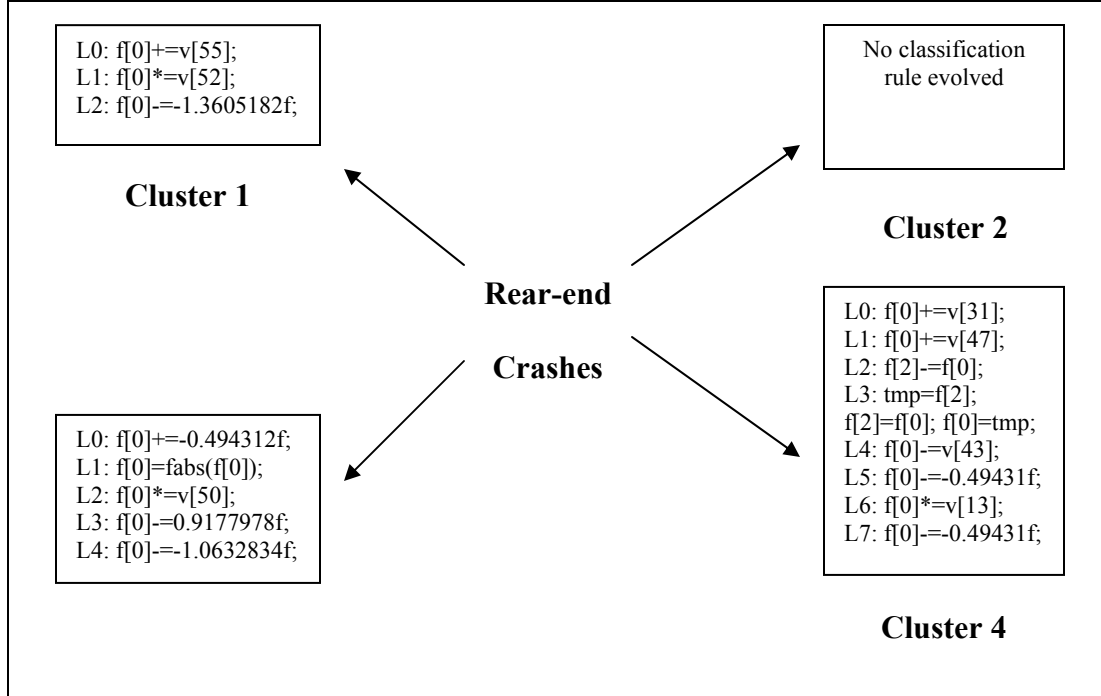 L0: f[0]+=v[55];
L1: f[0]*=v[52];
L2: f[0]-=-1.3605182f;
Cluster 1
No classification
rule evolved
Cluster 2
Rear-end
Crashes
L0: f[0]+=-0.494312f;
L1: f[0]=fabs(f[0]);
L2: f[0]*=v[50];
L3: f[0]-=0.9177978f;
L4: f[0]-=-1.0632834f;
L0: f[0]+=v[31];
L1: f[0]+=v[47];
L2: f[2]-=f[0];
L3: tmp=f[2];
f[2]=f[0]; f[0]=tmp;
L4: f[0]-=v[43];
L5: f[0]-=-0.49431f;
L6: f[0]*=v[13];
L7: f[0]-=-0.49431f;
Cluster 4